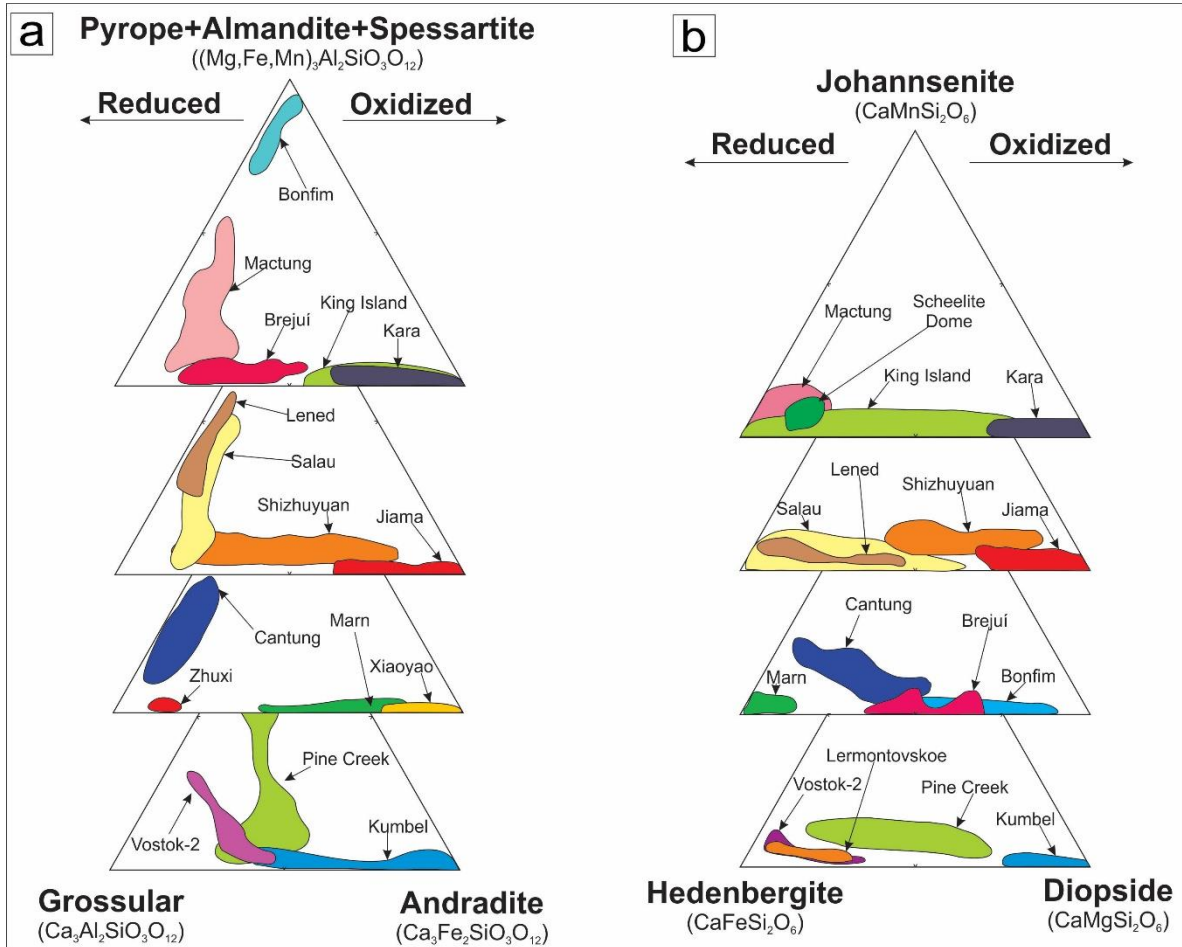 a
Pyrope+Almandite+Spessartite
((Mg,Fe,Mn)₃Al₂SiO₃O₁₂)
Reduced
Oxidized
Bonfim
Mactung
Brejuí
King Island
Kara
Lened
Salau
Shizhuyuan
Jiama
Cantung
Marn
Zhuxi
Xiaoyao
Pine Creek
Vostok-2
Kumbel
Grossular
(Ca₃Al₂SiO₃O₁₂)
Andradite
(Ca₃Fe₂SiO₃O₁₂)
b
Johannsenite
(CaMnSi₂O₆)
Reduced
Oxidized
Mactung
Scheelite
Dome
King Island
Kara
Salau
Lened
Shizhuyuan
Jiama
Cantung
Brejuí
Marn
Bonfim
Lermontovskoe
Vostok-2
Pine Creek
Kumbel
Hedenbergite
(CaFeSi₂O₆)
Diopside
(CaMgSi₂O₆)